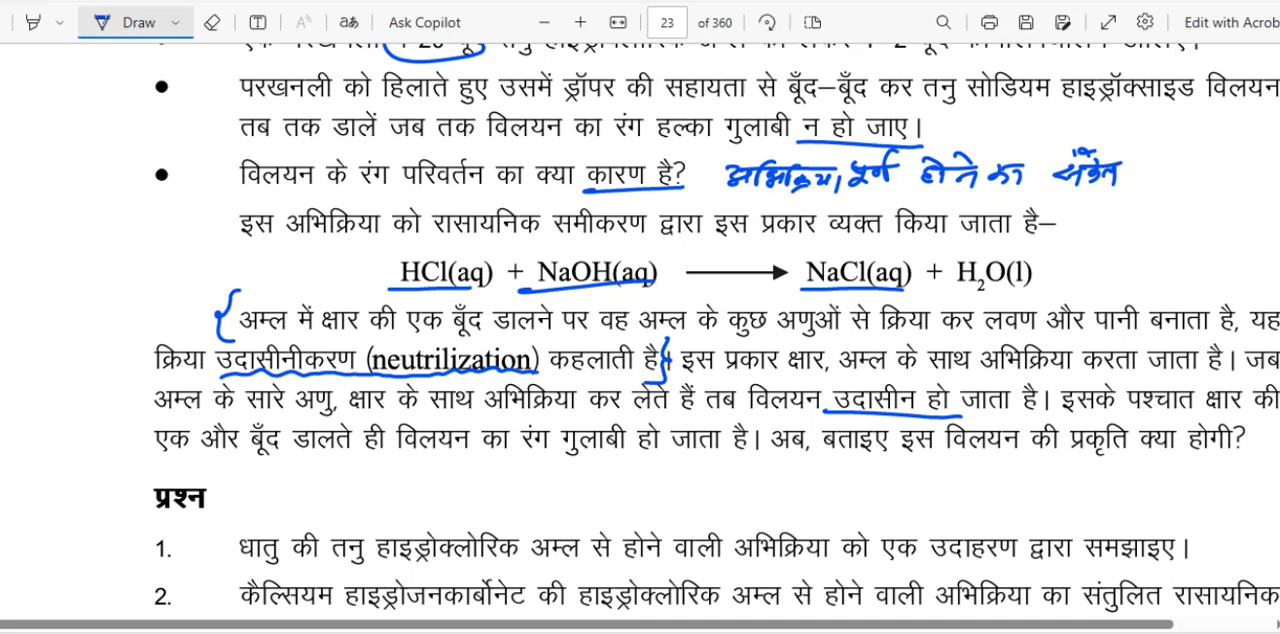 Draw aあ Ask Copilot 23 of 360 Edit with Acrob
परखनली को हिलाते हुए उसमें ड्रॉपर की सहायता से बूँद–बूँद कर तनु सोडियम हाइड्रॉक्साइड विलयन
तब तक डालें जब तक विलयन का रंग हल्का गुलाबी न हो जाए।
विलयन के रंग परिवर्तन का क्या कारण है? अभिक्रिया पूर्ण होने का संकेत
इस अभिक्रिया को रासायनिक समीकरण द्वारा इस प्रकार व्यक्त किया जाता है–
HCl(aq) + NaOH(aq) ⟶ NaCl(aq) + H₂O(l)
अम्ल में क्षार की एक बूँद डालने पर वह अम्ल के कुछ अणुओं से क्रिया कर लवण और पानी बनाता है, यह
क्रिया उदासीनीकरण (neutrilization) कहलाती है। इस प्रकार क्षार, अम्ल के साथ अभिक्रिया करता जाता है। जब
अम्ल के सारे अणु, क्षार के साथ अभिक्रिया कर लेते हैं तब विलयन उदासीन हो जाता है। इसके पश्चात क्षार की
एक और बूँद डालते ही विलयन का रंग गुलाबी हो जाता है। अब, बताइए इस विलयन की प्रकृति क्या होगी?
प्रश्न
1. धातु की तनु हाइड्रोक्लोरिक अम्ल से होने वाली अभिक्रिया को एक उदाहरण द्वारा समझाइए।
2. कैल्सियम हाइड्रोजनकार्बोनेट की हाइड्रोक्लोरिक अम्ल से होने वाली अभिक्रिया का संतुलित रासायनिक